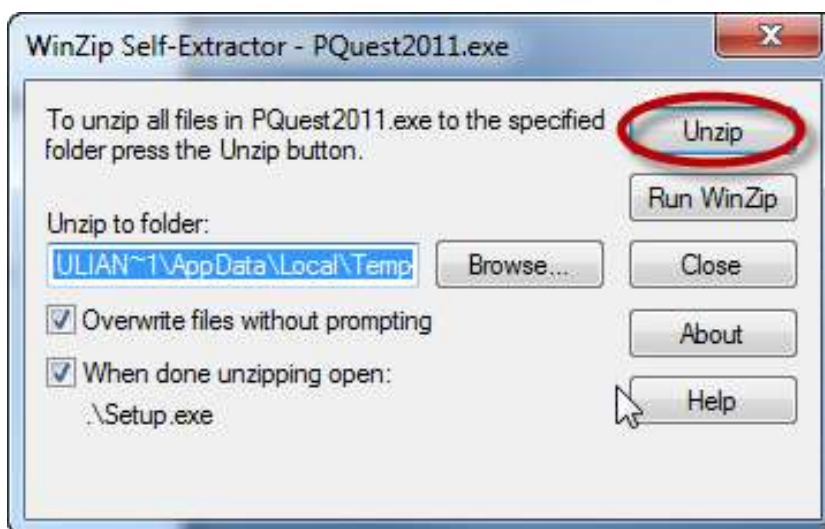 WinZip Self-Extractor - PQuest2011.exe
To unzip all files in PQuest2011.exe to the specified
folder press the Unzip button.
Unzip
Run WinZip
Unzip to folder:
ULIAN~1\AppData\Local\Temp
Browse...
Close
Overwrite files without prompting
About
When done unzipping open:
.\Setup.exe
Help